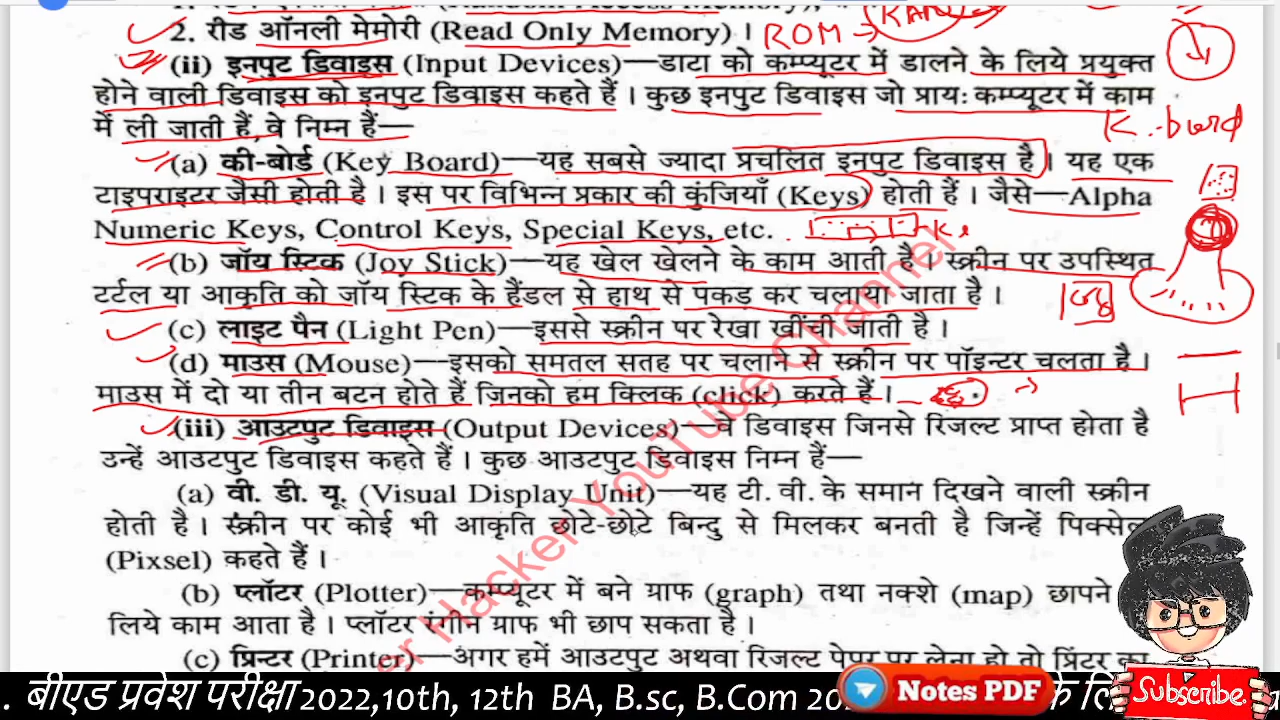 (Random Access Memory),
2. रीड ऑनली मेमोरी (Read Only Memory) । ROM→
(ii) इनपुट डिवाइस (Input Devices)—डाटा को कम्प्यूटर में डालने के लिये प्रयुक्त
होने वाली डिवाइस को इनपुट डिवाइस कहते हैं । कुछ इनपुट डिवाइस जो प्रायः कम्प्यूटर में काम
में ली जाती हैं, वे निम्न हैं—
K.board
(a) की-बोर्ड (Key Board)—यह सबसे ज्यादा प्रचलित इनपुट डिवाइस है । यह एक
टाइपराइटर जैसी होती है । इस पर विभिन्न प्रकार की कुंजियाँ (Keys) होती हैं । जैसे—Alpha
Numeric Keys, Control Keys, Special Keys, etc.
(b) जॉय स्टिक (Joy Stick)—यह खेल खेलने के काम आती है । स्क्रीन पर उपस्थित
टर्टल या आकृति को जॉय स्टिक के हैंडल से हाथ से पकड कर चलाया जाता है ।
(c) लाइट पैन (Light Pen)—इससे स्क्रीन पर रेखा खींची जाती है ।
(d) माउस (Mouse)—इसको समतल सतह पर चलाने से स्क्रीन पर पॉइन्टर चलता है ।
माउस में दो या तीन बटन होते हैं जिनको हम क्लिक (click) करते हैं ।
(iii) आउटपुट डिवाइस (Output Devices)—वे डिवाइस जिनसे रिजल्ट प्राप्त होता है
उन्हें आउटपुट डिवाइस कहते हैं । कुछ आउटपुट डिवाइस निम्न हैं—
(a) वी. डी. यू. (Visual Display Unit)—यह टी. वी. के समान दिखने वाली स्क्रीन
होती है । स्क्रीन पर कोई भी आकृति छोटे-छोटे बिन्दु से मिलकर बनती है जिन्हें पिक्सेल
(Pixsel) कहते हैं ।
(b) प्लॉटर (Plotter)—कम्प्यूटर में बने ग्राफ (graph) तथा नक्शे (map) छापने
लिये काम आता है । प्लॉटर रंगीन ग्राफ भी छाप सकता है ।
(c) प्रिन्टर (Printer)—अगर हमें आउटपुट अथवा रिजल्ट पेपर पर लेना हो तो प्रिंटर का
Hacker YouTube Channel
. बीएड प्रवेश परीक्षा 2022,10th, 12th BA, B.sc, B.Com
Notes PDF
Subscribe